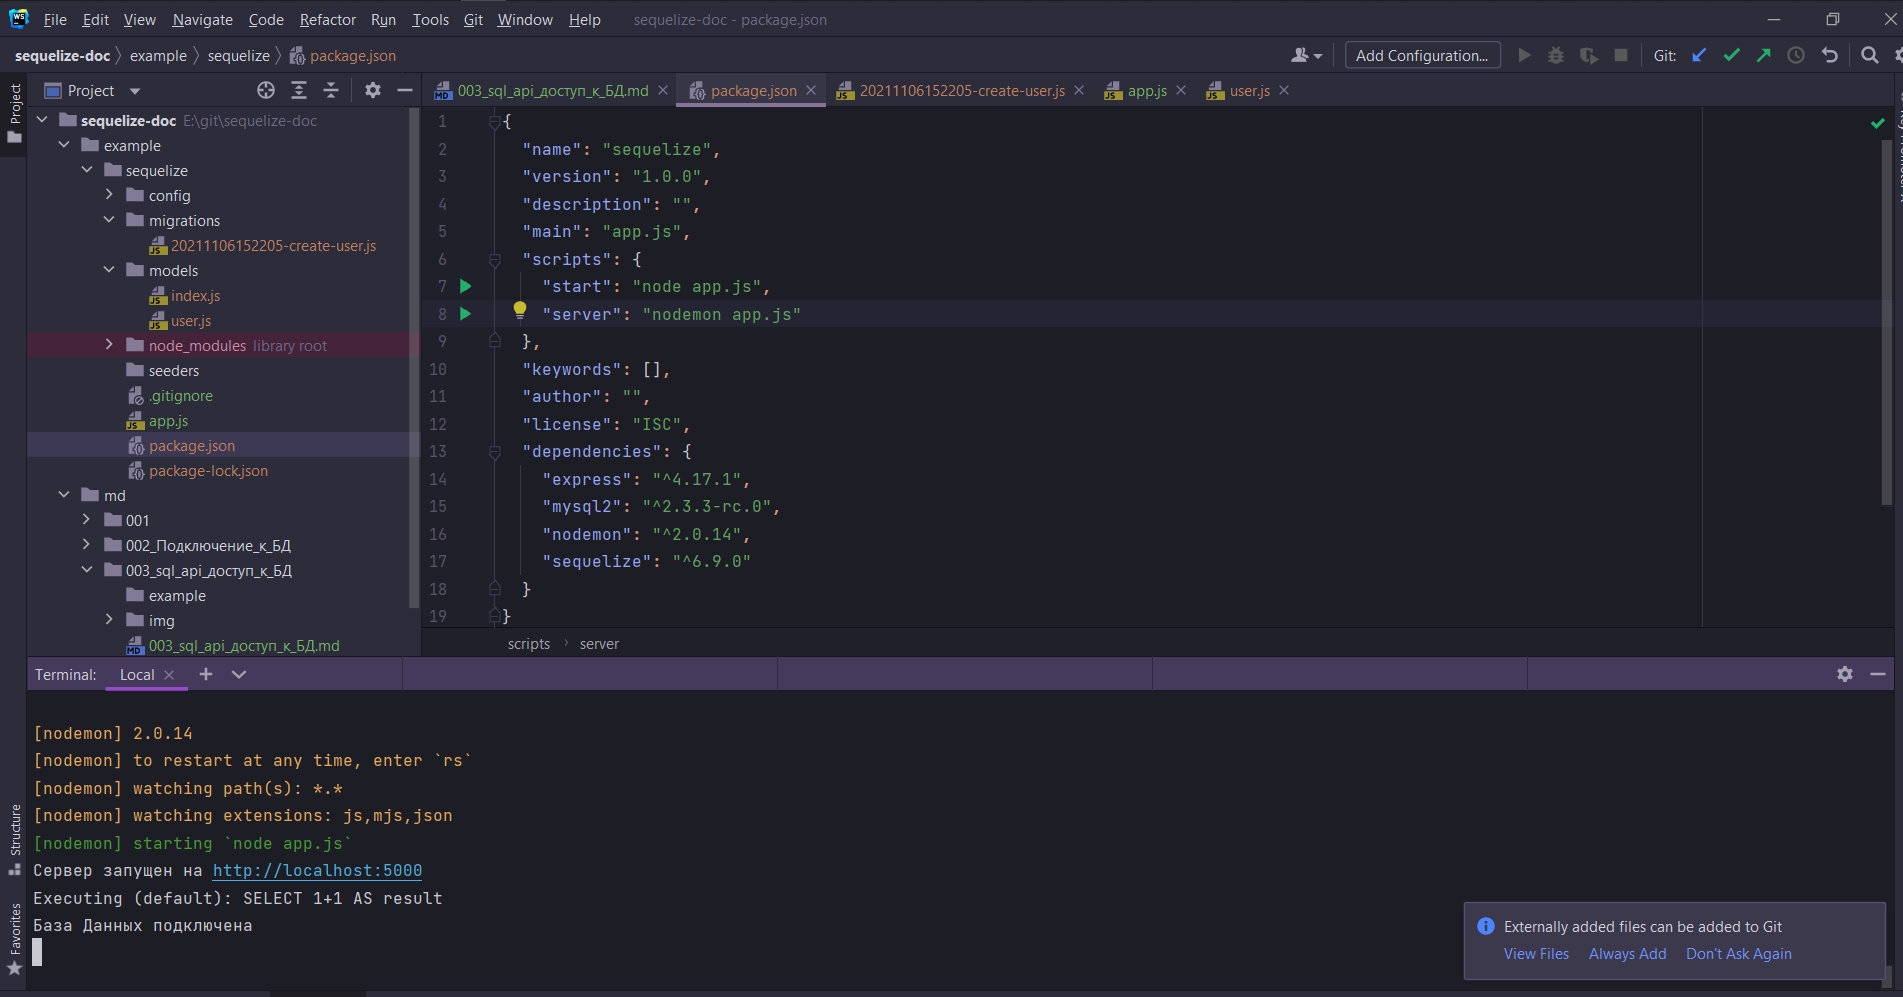 WS File Edit View Navigate Code Refactor Run Tools Git Window Help sequelize-doc - package.json
sequelize-doc example sequelize package.json Add Configuration... Git:
Project
Project
003_sql_api_доступ_к_БД.md package.json 20211106152205-create-user.js app.js user.js
sequelize-doc E:\git\sequelize-doc
example
sequelize
config
migrations
20211106152205-create-user.js
models
index.js
user.js
node_modules library root
seeders
.gitignore
app.js
package.json
package-lock.json
md
001
002_Подключение_к_БД
003_sql_api_доступ_к_БД
example
img
003_sql_api_доступ_к_БД.md
1 {
2 "name": "sequelize",
3 "version": "1.0.0",
4 "description": "",
5 "main": "app.js",
6 "scripts": {
7 "start": "node app.js",
8 "server": "nodemon app.js"
9 },
10 "keywords": [],
11 "author": "",
12 "license": "ISC",
13 "dependencies": {
14 "express": "^4.17.1",
15 "mysql2": "^2.3.3-rc.0",
16 "nodemon": "^2.0.14",
17 "sequelize": "^6.9.0"
18 }
19 }
scripts › server
Terminal: Local
[nodemon] 2.0.14
[nodemon] to restart at any time, enter `rs`
[nodemon] watching path(s): *.*
[nodemon] watching extensions: js,mjs,json
[nodemon] starting `node app.js`
Сервер запущен на http://localhost:5000
Executing (default): SELECT 1+1 AS result
База Данных подключена
Structure
Favorites
Externally added files can be added to Git
View Files Always Add Don't Ask Again